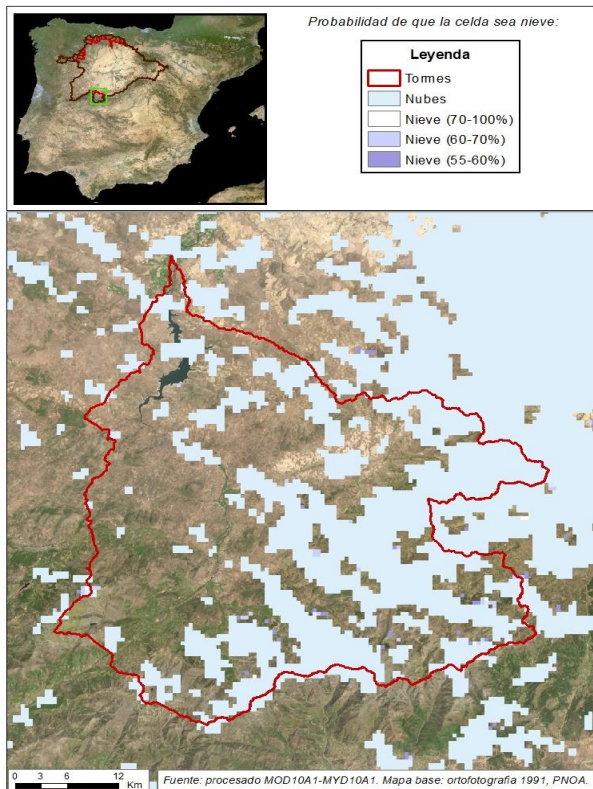 Probabilidad de que la celda sea nieve:
Leyenda
Tormes
Nubes
Nieve (70-100%)
Nieve (60-70%)
Nieve (55-60%)
0 3 6 12
Km
Fuente: procesado MOD10A1-MYD10A1. Mapa base: ortofotografia 1991, PNOA.